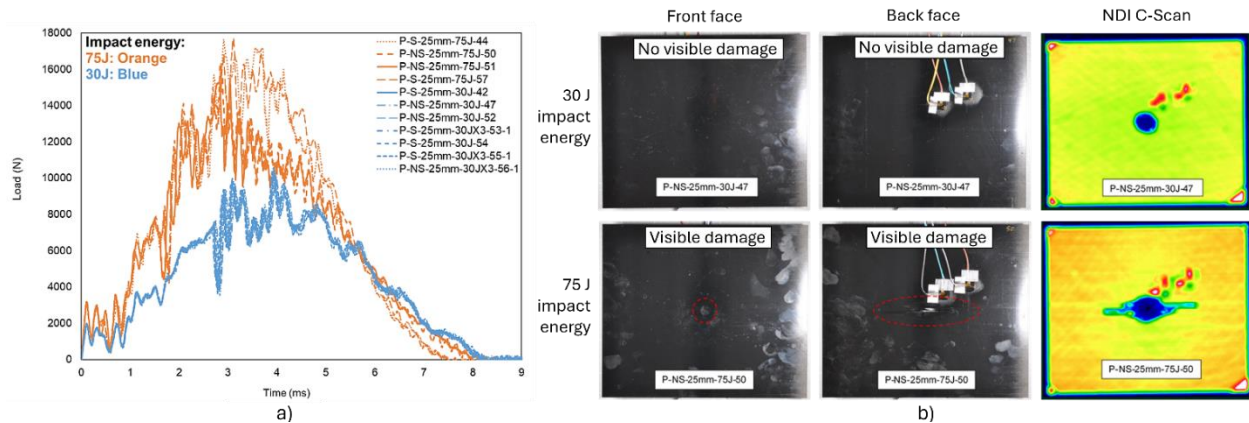 18000
16000
14000
12000
10000
8000
6000
4000
2000
0
Load (N)
0 1 2 3 4 5 6 7 8 9
Time (ms)
Impact energy:
75J: Orange
30J: Blue
P-S-25mm-75J-44
P-NS-25mm-75J-50
P-NS-25mm-75J-51
P-S-25mm-75J-57
P-S-25mm-30J-42
P-NS-25mm-30J-47
P-NS-25mm-30J-52
P-S-25mm-30JX3-53-1
P-S-25mm-30J-54
P-S-25mm-30JX3-55-1
P-NS-25mm-30JX3-56-1
a)
Front face
Back face
NDI C-Scan
30 J
impact
energy
No visible damage
P-NS-25mm-30J-47
No visible damage
P-NS-25mm-30J-47
P-NS-25mm-30J-47
75 J
impact
energy
Visible damage
P-NS-25mm-75J-50
Visible damage
P-NS-25mm-75J-50
P-NS-25mm-75J-50
b)